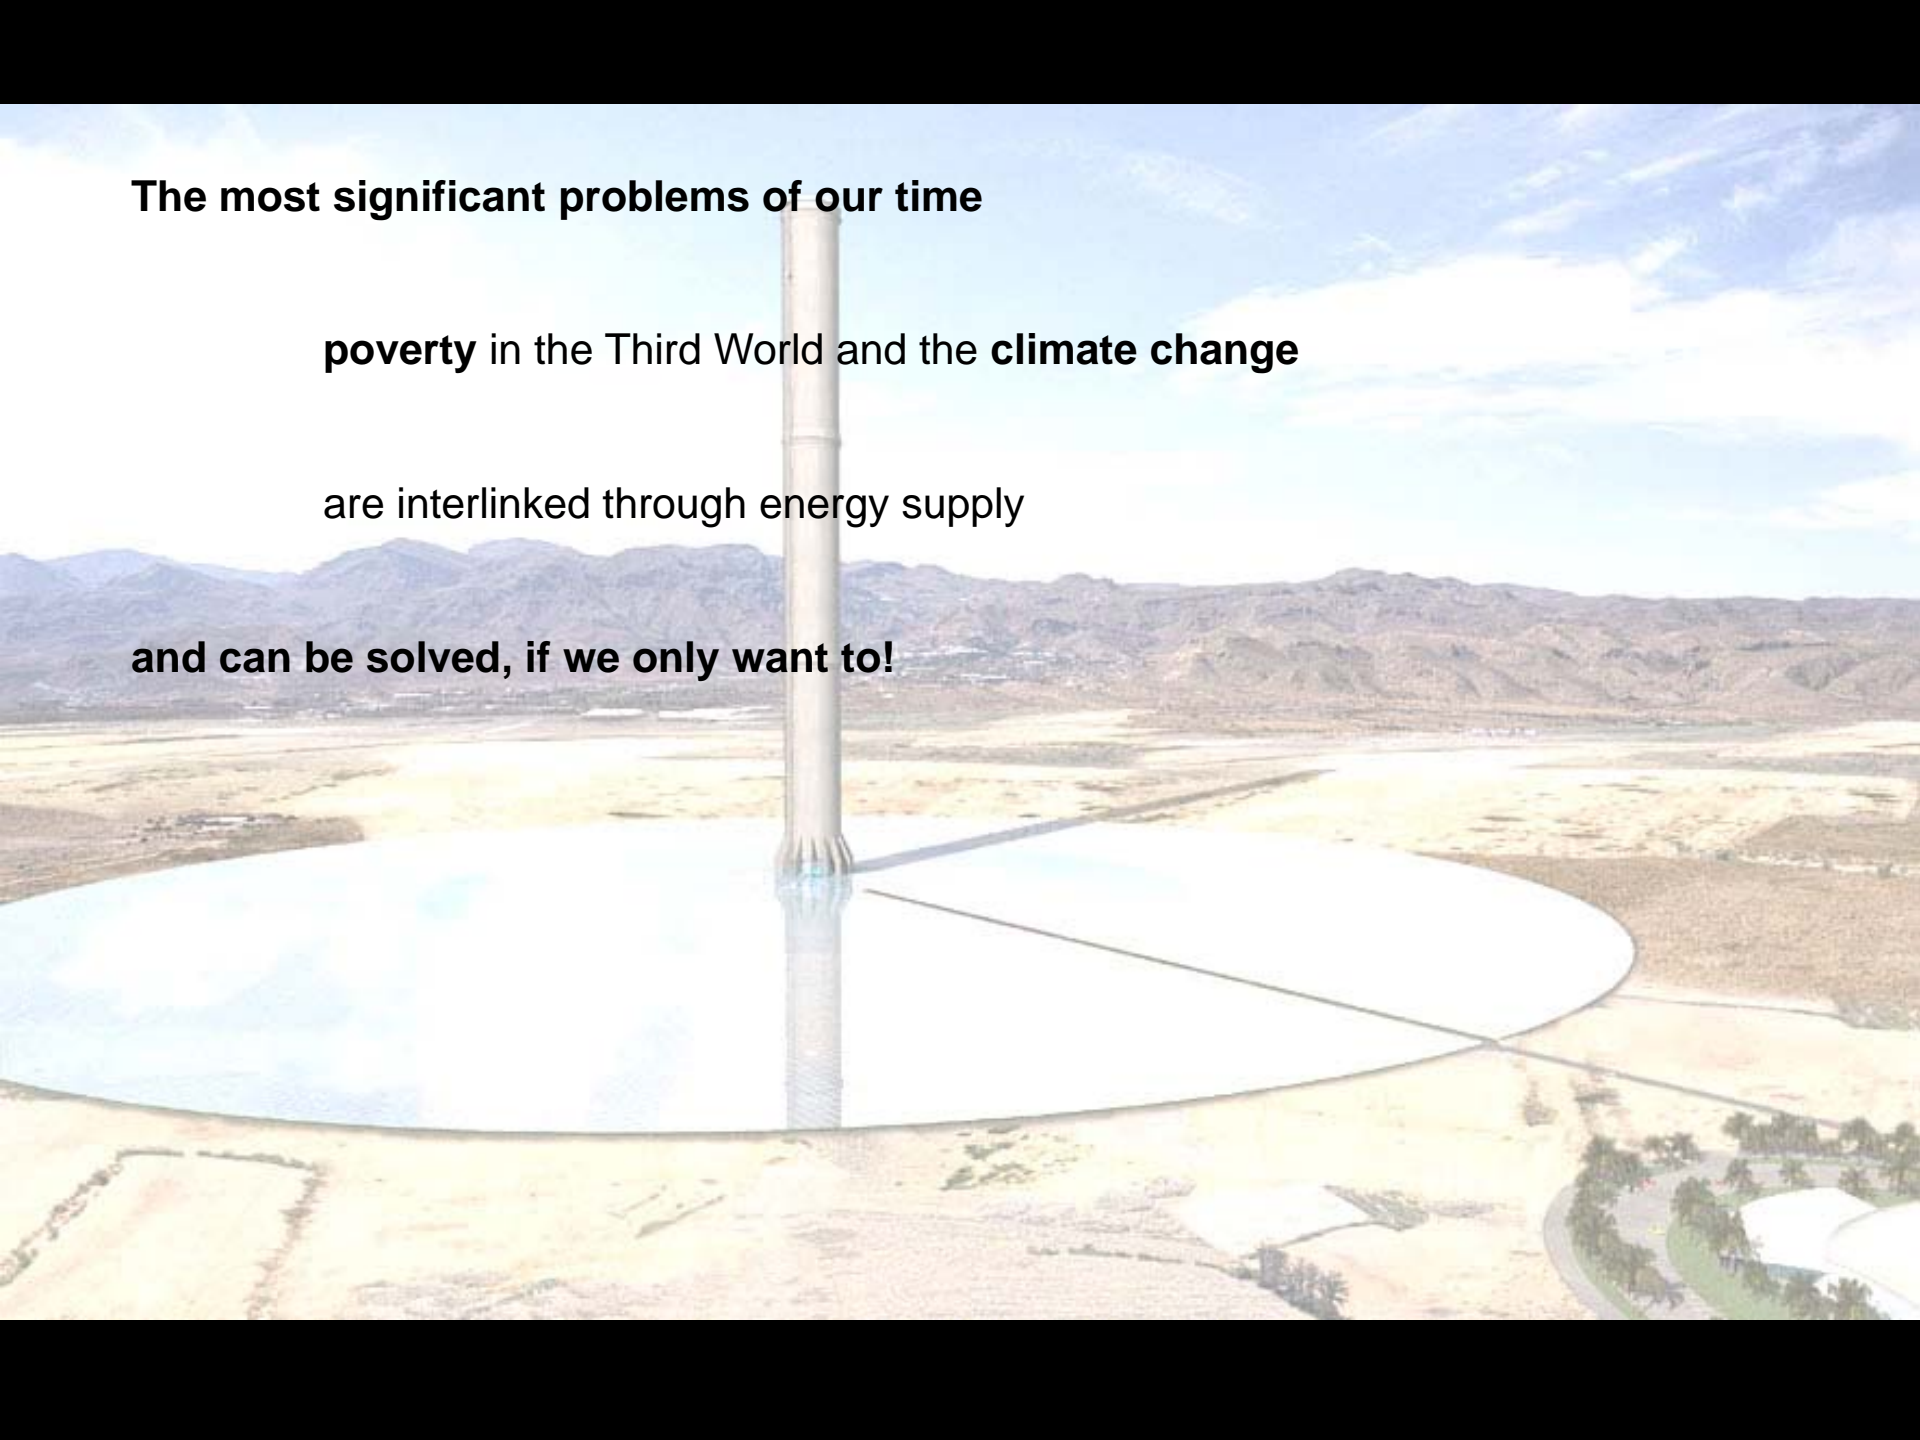 The most significant problems of our time
poverty in the Third World and the climate change
are interlinked through energy supply
and can be solved, if we only want to!